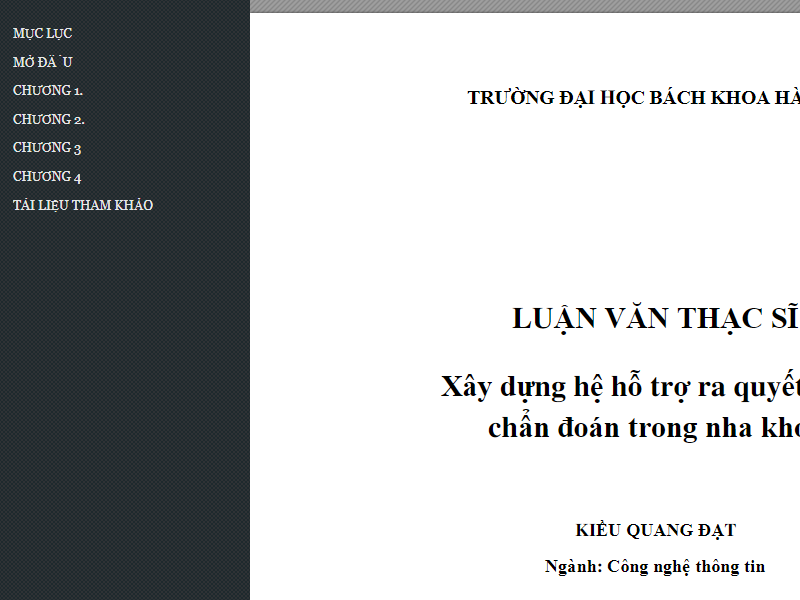 MỤC LỤC
MỞ ĐẦU
CHƯƠNG 1.
CHƯƠNG 2.
CHƯƠNG 3
CHƯƠNG 4
TÀI LIỆU THAM KHẢO
TRƯỜNG ĐẠI HỌC BÁCH KHOA HÀ
LUẬN VĂN THẠC SĨ
Xây dựng hệ hỗ trợ ra quyết
chẩn đoán trong nha kho
KIỀU QUANG ĐẠT
Ngành: Công nghệ thông tin